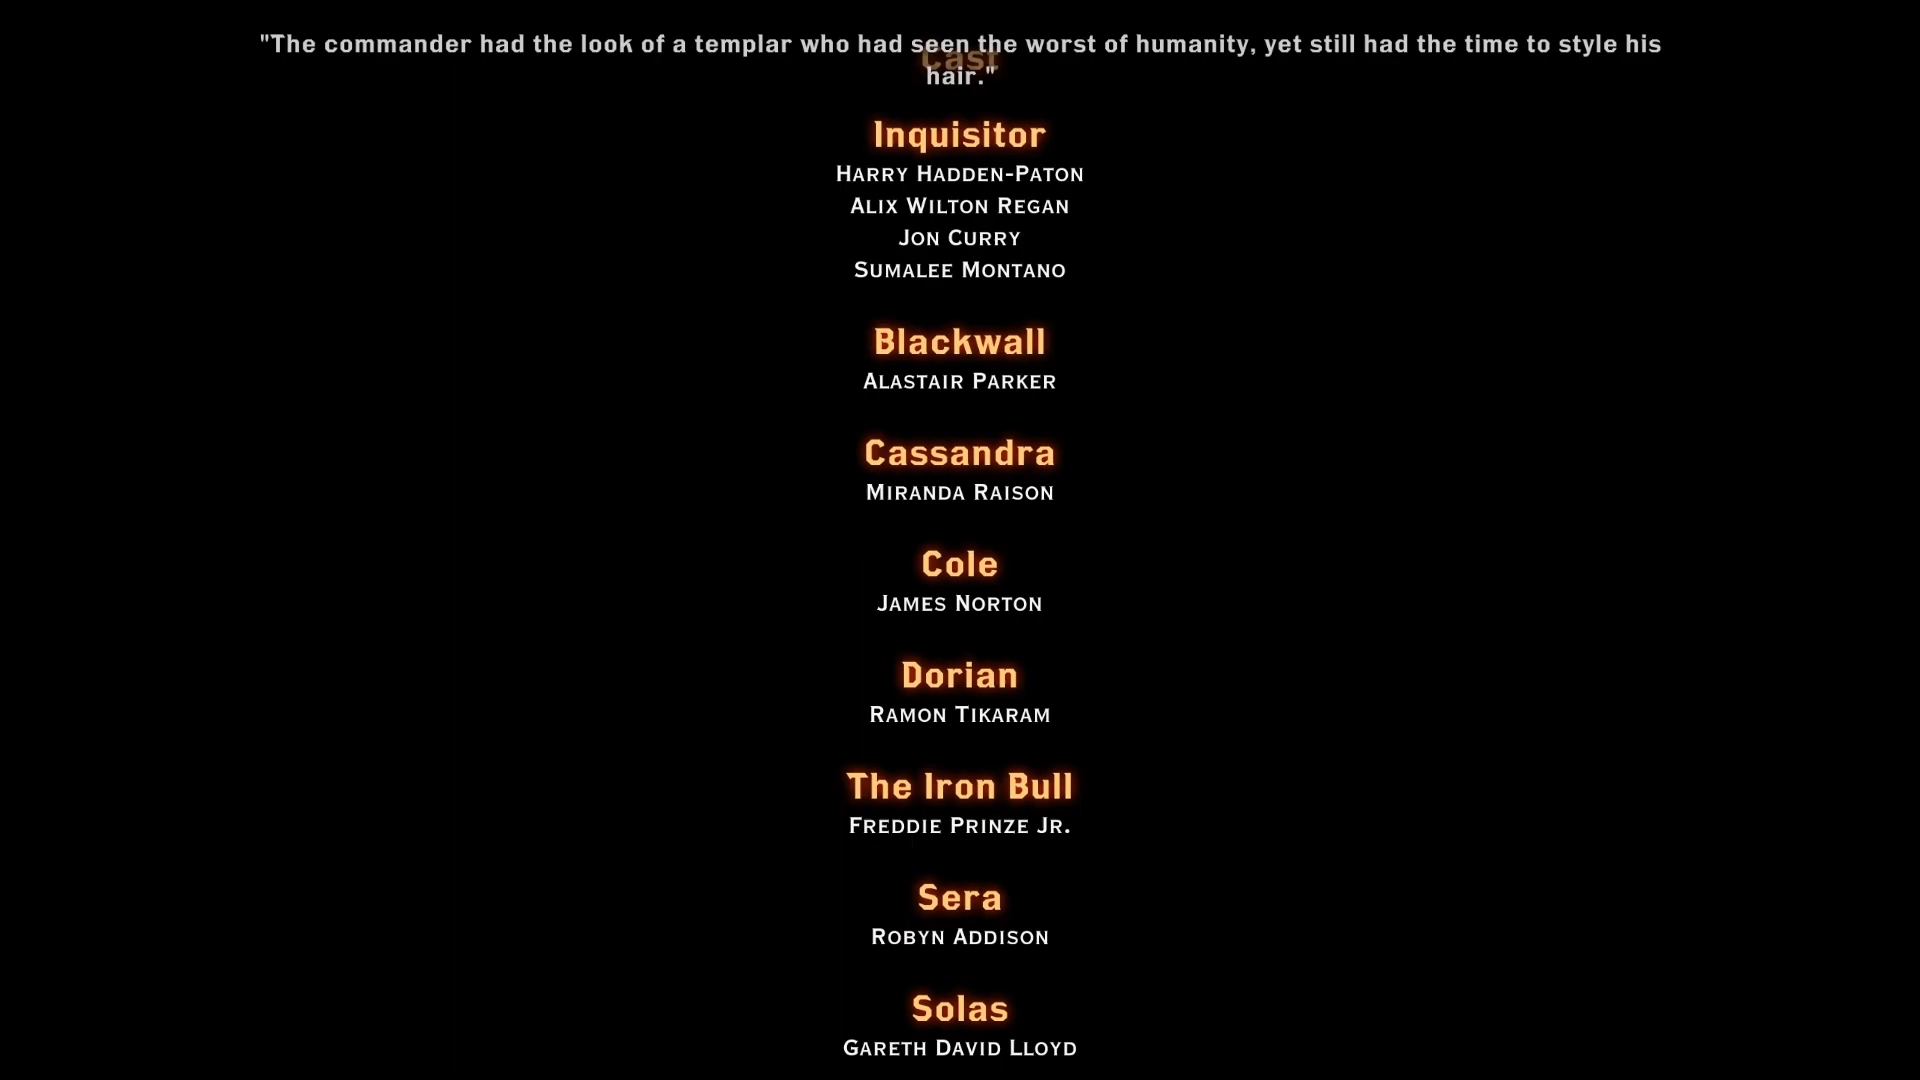 "The commander had the look of a templar who had seen the worst of humanity, yet still had the time to style his
hair."
Cast
Inquisitor
Harry Hadden-Paton
Alix Wilton Regan
Jon Curry
Sumalee Montano
Blackwall
Alastair Parker
Cassandra
Miranda Raison
Cole
James Norton
Dorian
Ramon Tikaram
The Iron Bull
Freddie Prinze Jr.
Sera
Robyn Addison
Solas
Gareth David Lloyd